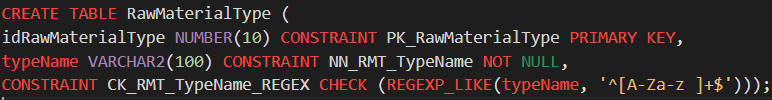 CREATE TABLE RawMaterialType (
idRawMaterialType NUMBER(10) CONSTRAINT PK_RawMaterialType PRIMARY KEY,
typeName VARCHAR2(100) CONSTRAINT NN_RMT_TypeName NOT NULL,
CONSTRAINT CK_RMT_TypeName_REGEX CHECK (REGEXP_LIKE(typeName, '^[A-Za-z ]+$')));